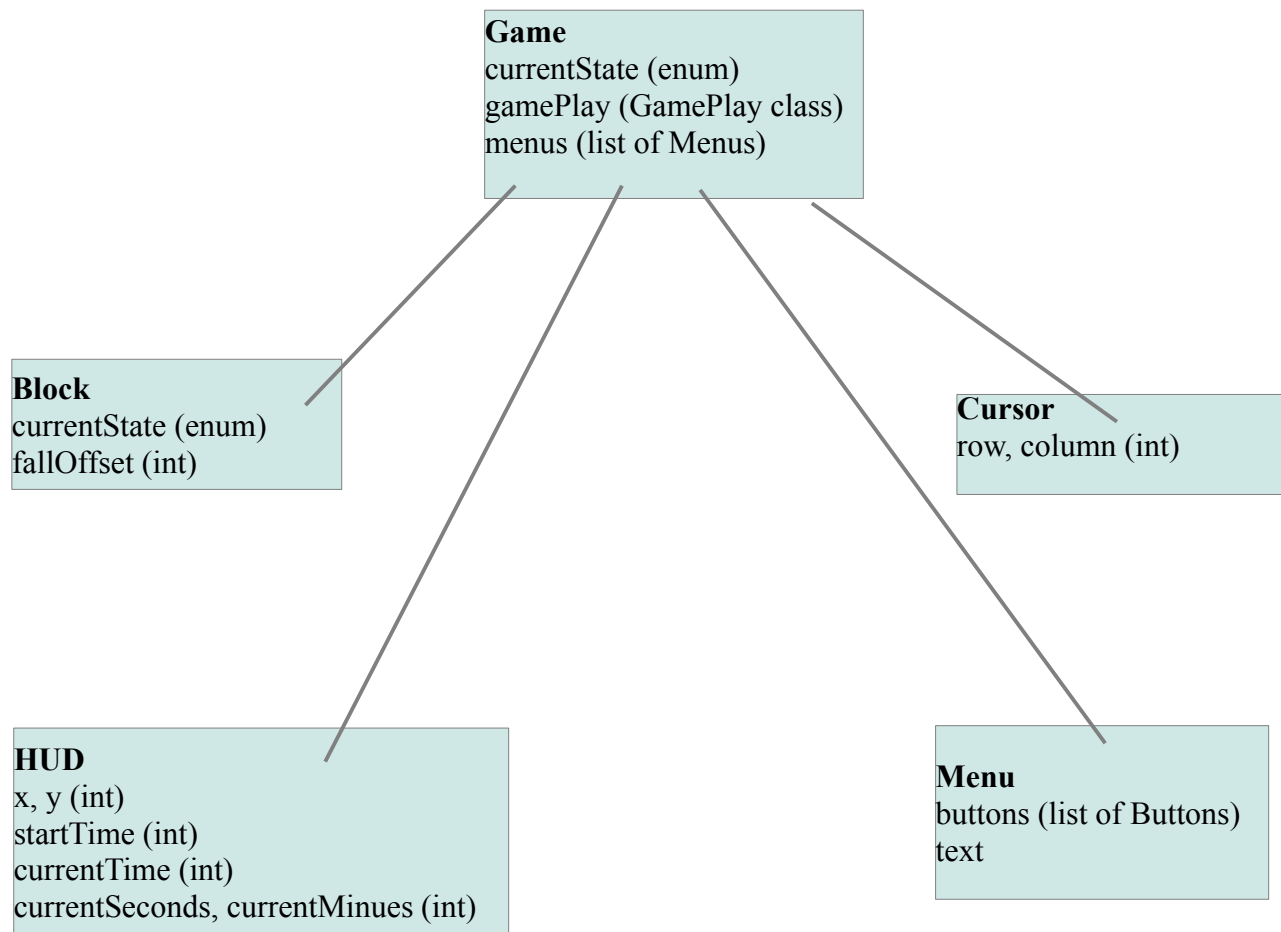 Game
currentState (enum)
gamePlay (GamePlay class)
menus (list of Menus)
Block
currentState (enum)
fallOffset (int)
Cursor
row, column (int)
HUD
x, y (int)
startTime (int)
currentTime (int)
currentSeconds, currentMinues (int)
Menu
buttons (list of Buttons)
text